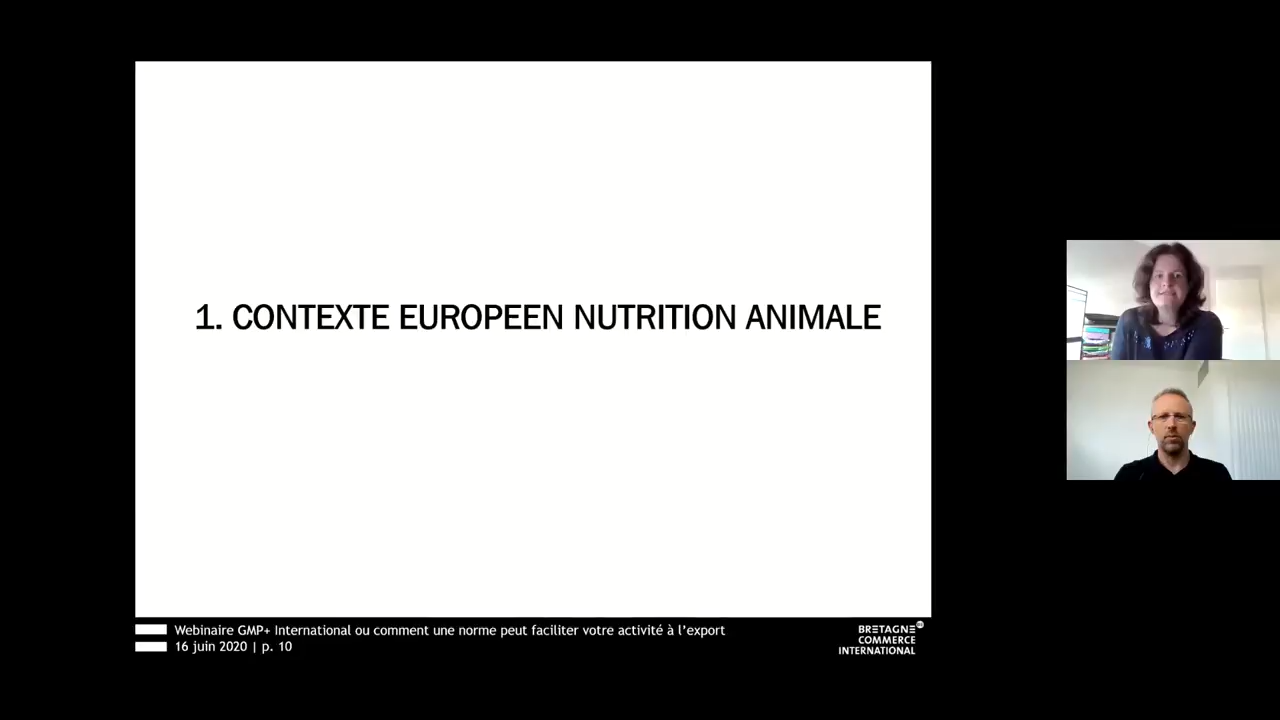 1. CONTEXTE EUROPEEN NUTRITION ANIMALE
Webinaire GMP+ International ou comment une norme peut faciliter votre activité à l'export
16 juin 2020 | p. 10
BRETAGNE
COMMERCE
INTERNATIONAL